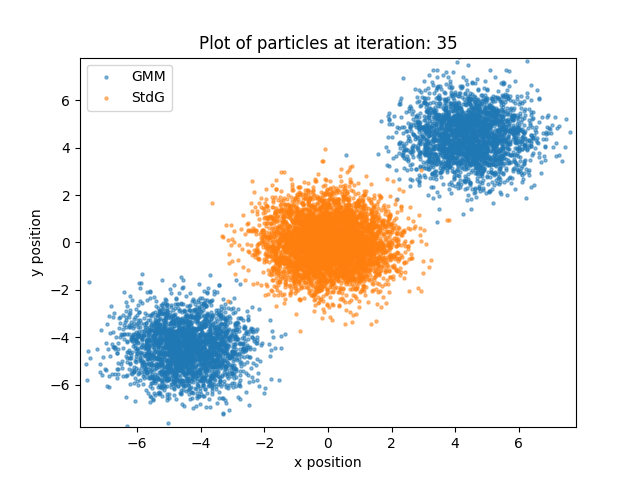 Plot of particles at iteration: 35
GMM
StdG
6
4
2
0
−2
−4
−6
y position
−6 −4 −2 0 2 4 6
x position